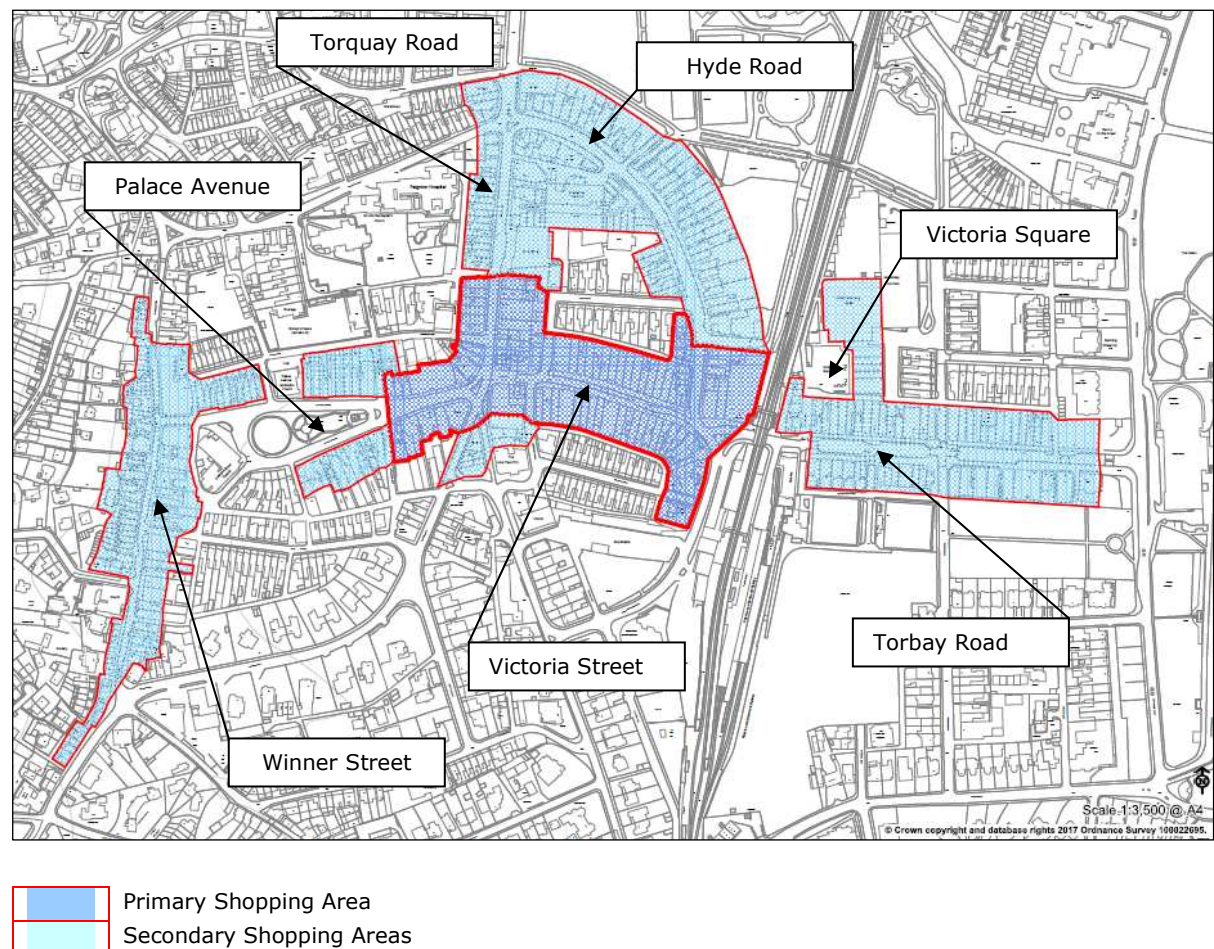 Torquay Road
Hyde Road
Palace Avenue
Victoria Square
Victoria Street
Torbay Road
Winner Street
Scale 1:3,500 @ A4
© Crown copyright and database rights 2017 Ordnance Survey 100022695.
Primary Shopping Area
Secondary Shopping Areas